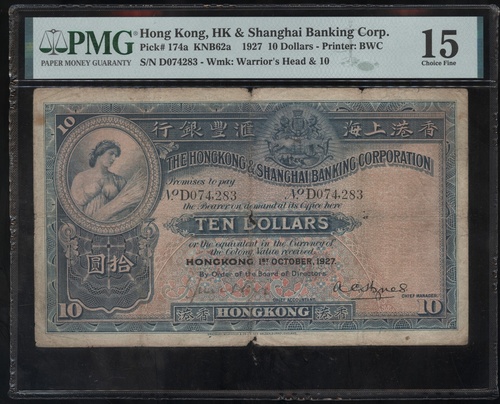 PMG
PAPER MONEY GUARANTY
Hong Kong, HK & Shanghai Banking Corp.
Pick# 174a KNB62a 1927 10 Dollars - Printer: BWC
S/N D074283 - Wmk: Warrior's Head & 10
15
Choice Fine
10
行銀豐滙 海上港香
THE HONGKONG & SHANGHAI BANKING CORPORATION
Promises to pay
No D074,283 No D074,283
the Bearer on demand at its Office here
TEN DOLLARS
or the equivalent in the Currency of
the Colony Value received
HONGKONG 1ST OCTOBER, 1927.
By Order of the Board of Directors
圓拾
CHIEF ACCOUNTANT
CHIEF MANAGER
10 港香 HONGKONG 港香 10